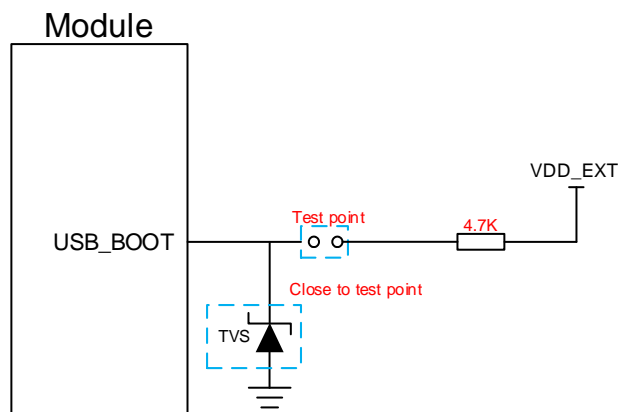 Module
VDD_EXT
Test point
4.7K
USB_BOOT
Close to test point
TVS